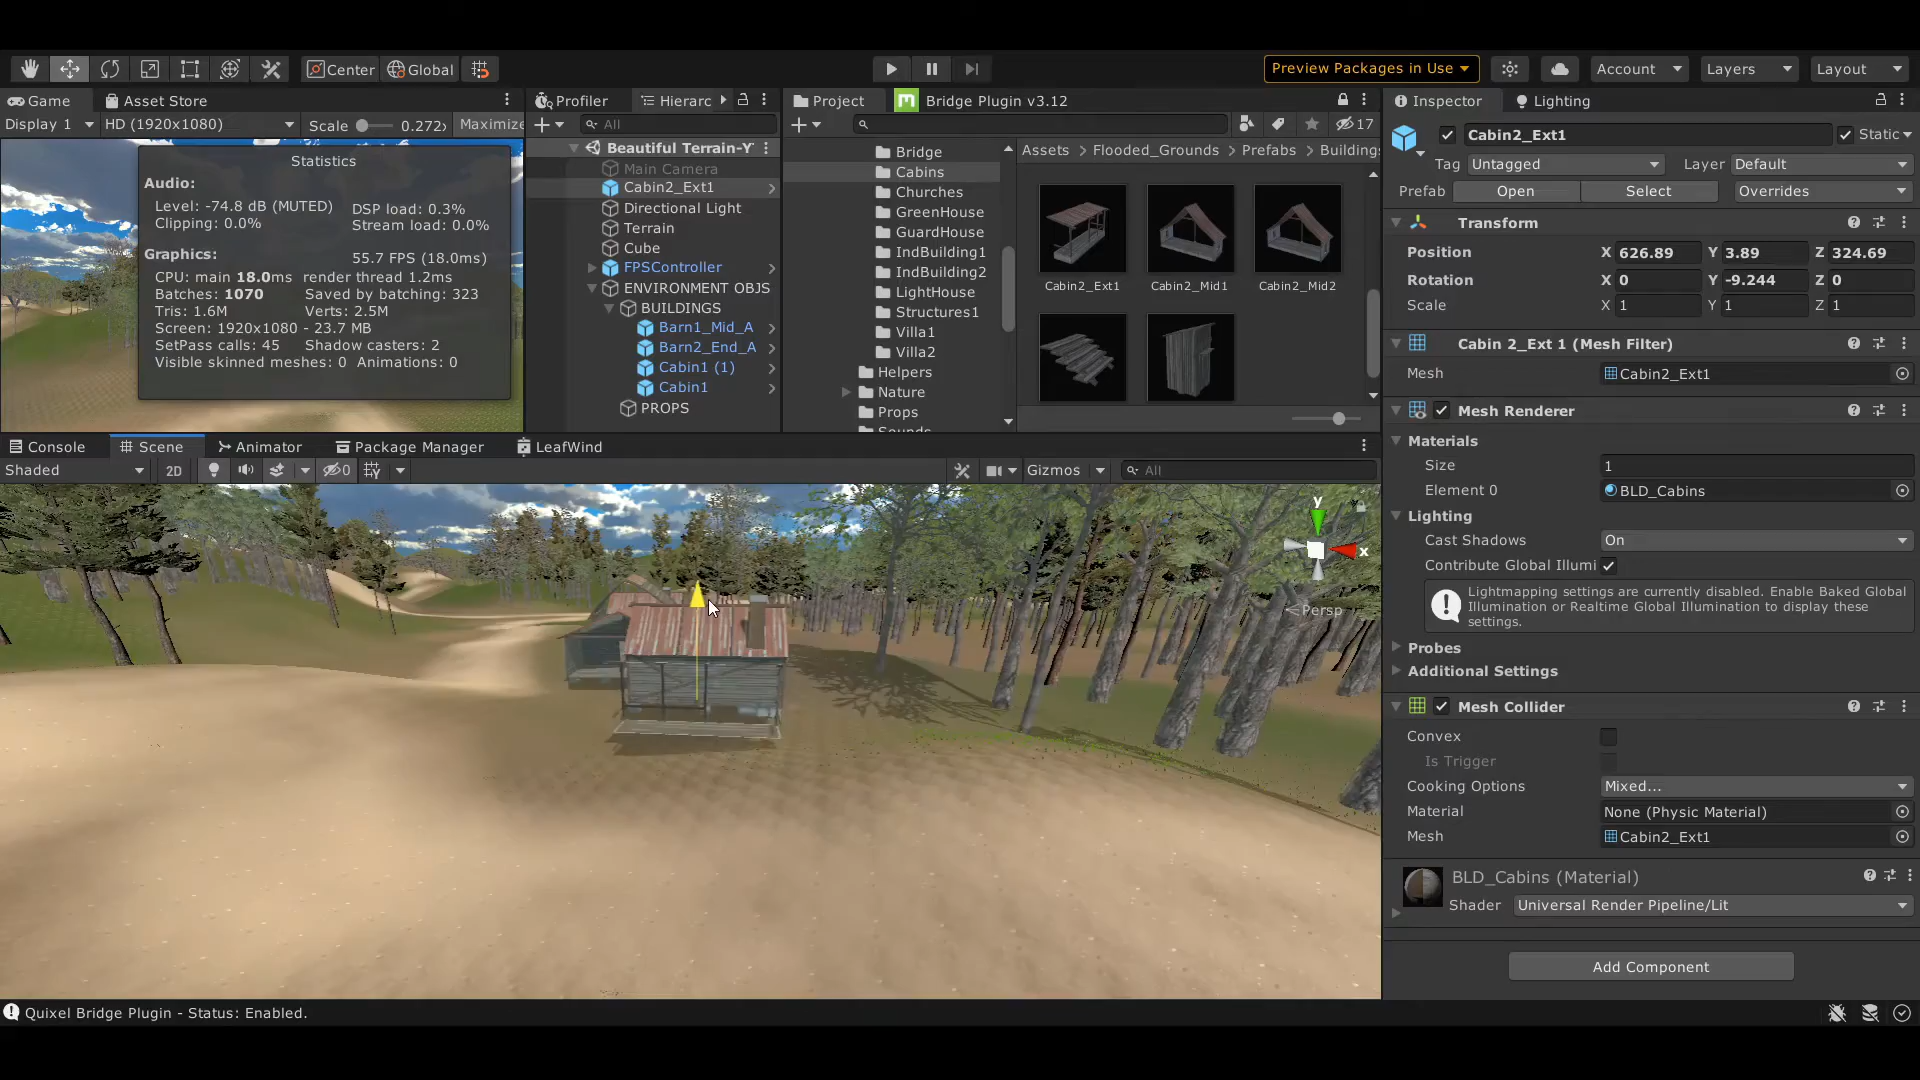 Center
Global
Preview Packages in Use
Account
Layers
Layout
Game
Asset Store
Display 1
HD (1920x1080)
Scale
0.272x
Maximize
Statistics
Audio:
Level: -74.8 dB (MUTED)
DSP load: 0.3%
Clipping: 0.0%
Stream load: 0.0%
Graphics:
55.7 FPS (18.0ms)
CPU: main 18.0ms
render thread 1.2ms
Batches: 1070
Saved by batching: 323
Tris: 1.6M
Verts: 2.5M
Screen: 1920x1080 - 23.7 MB
SetPass calls: 45
Shadow casters: 2
Visible skinned meshes: 0 Animations: 0
Profiler
Hierarc
All
Beautiful Terrain-Y
Main Camera
Cabin2_Ext1
Directional Light
Terrain
Cube
FPSController
ENVIRONMENT OBJS
BUILDINGS
Barn1_Mid_A
Barn2_End_A
Cabin1 (1)
Cabin1
PROPS
Project
Bridge Plugin v3.12
17
Bridge
Cabins
Churches
GreenHouse
GuardHouse
IndBuilding1
IndBuilding2
LightHouse
Structures1
Villa1
Villa2
Helpers
Nature
Props
Sounds
Assets > Flooded_Grounds > Prefabs > Buildings
Cabin2_Ext1
Cabin2_Mid1
Cabin2_Mid2
Console
Scene
Animator
Package Manager
LeafWind
Shaded
2D
0
Gizmos
All
y
x
Persp
Inspector
Lighting
Cabin2_Ext1
Static
Tag
Untagged
Layer
Default
Prefab
Open
Select
Overrides
Transform
Position
X 626.89
Y 3.89
Z 324.69
Rotation
X 0
Y -9.244
Z 0
Scale
X 1
Y 1
Z 1
Cabin 2_Ext 1 (Mesh Filter)
Mesh
Cabin2_Ext1
Mesh Renderer
Materials
Size
1
Element 0
BLD_Cabins
Lighting
Cast Shadows
On
Contribute Global Illumi
Lightmapping settings are currently disabled. Enable Baked Global
Illumination or Realtime Global Illumination to display these
settings.
Probes
Additional Settings
Mesh Collider
Convex
Is Trigger
Cooking Options
Mixed...
Material
None (Physic Material)
Mesh
Cabin2_Ext1
BLD_Cabins (Material)
Shader
Universal Render Pipeline/Lit
Add Component
Quixel Bridge Plugin - Status: Enabled.